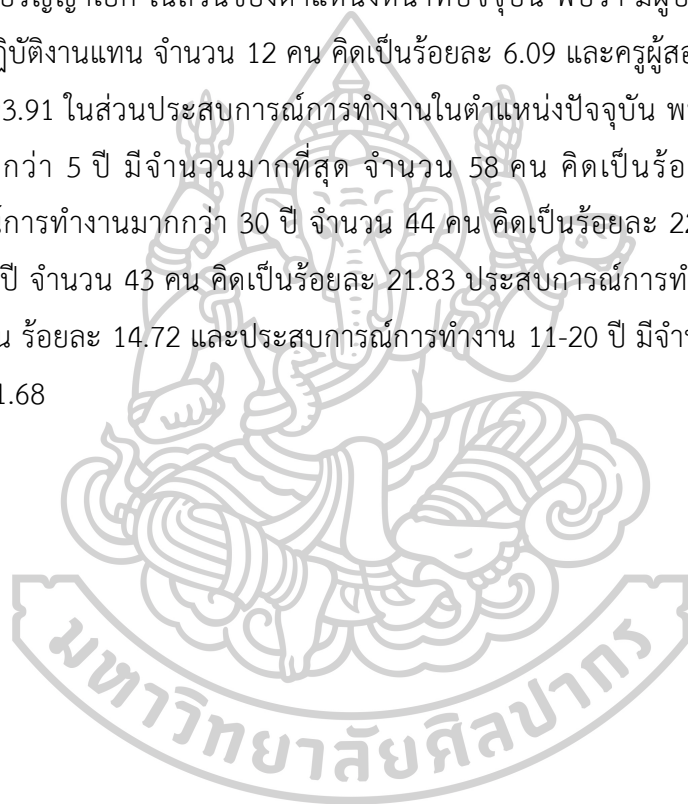 ปริญญาเอก ในส่วนของตำแหน่งหน้าที่ปัจจุบัน พบว่า
ฏิบัติงานแทน จำนวน 12 คน คิดเป็นร้อยละ 6.09 และครูผู้สอ
3.91 ในส่วนประสบการณ์การทำงานในตำแหน่งปัจจุบัน พ
กว่า 5 ปี มีจำนวนมากที่สุด จำนวน 58 คน คิดเป็นร้อ
์การทำงานมากกว่า 30 ปี จำนวน 44 คน คิดเป็นร้อยละ 22
ปี จำนวน 43 คน คิดเป็นร้อยละ 21.83 ประสบการณ์การทำ
น ร้อยละ 14.72 และประสบการณ์การทำงาน 11-20 ปี มีจำน
1.68
มหาวิทยาลัยศิลปากร